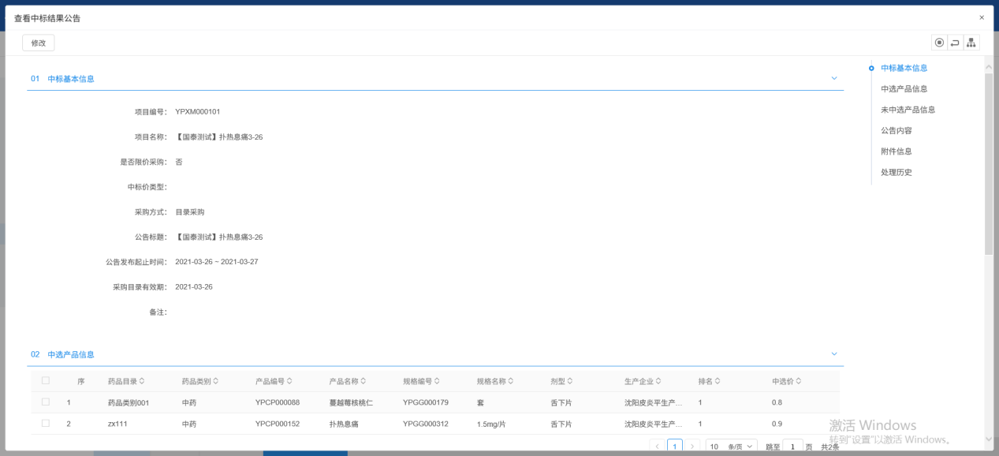 查看中标结果公告
×
修改
01 中标基本信息
项目编号： YPXM000101
项目名称： 【国泰测试】扑热息痛3-26
是否限价采购： 否
中标价类型：
采购方式： 目录采购
公告标题： 【国泰测试】扑热息痛3-26
公告发布起止时间： 2021-03-26 ~ 2021-03-27
采购目录有效期： 2021-03-26
备注：
中标基本信息
中选产品信息
未中选产品信息
公告内容
附件信息
处理历史
02 中选产品信息
序 药品目录 药品类别 产品编号 产品名称 规格编号 规格名称 剂型 生产企业 排名 中选价
1 药品类别001 中药 YPCP000088 蔓越莓核桃仁 YPGG000179 套 舌下片 沈阳皮炎平生产... 1 0.8
2 zx111 中药 YPCP000152 扑热息痛 YPGG000312 1.5mg/片 舌下片 沈阳皮炎平生产... 1 0.9
1 10 条/页 跳至 1 页 共2条
激活 Windows
转到"设置"以激活 Windows。